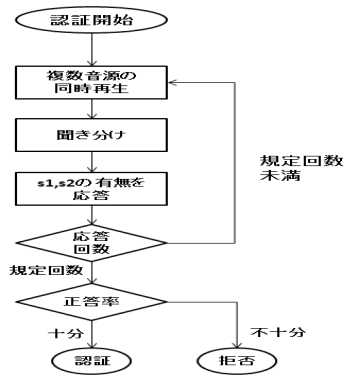 認証開始
複数音源の
同時再生
聞き分け
s1,s2の有無を
応答
応答
回数
規定回数
未満
規定回数
正答率
十分
不十分
認証
拒否